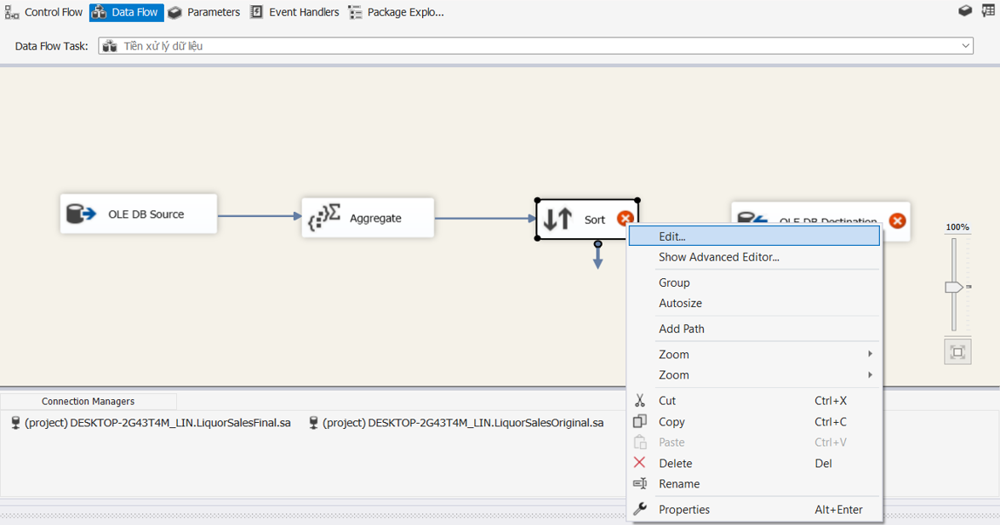 Control Flow Data Flow Parameters Event Handlers Package Explo...
Data Flow Task: Tiền xử lý dữ liệu
OLE DB Source
Aggregate
Sort
OLE DB Destination
100%
Edit...
Show Advanced Editor...
Group
Autosize
Add Path
Zoom
Zoom
Cut Ctrl+X
Copy Ctrl+C
Paste Ctrl+V
Delete Del
Rename
Properties Alt+Enter
Connection Managers
(project) DESKTOP-2G43T4M_LIN.LiquorSalesFinal.sa (project) DESKTOP-2G43T4M_LIN.LiquorSalesOriginal.sa